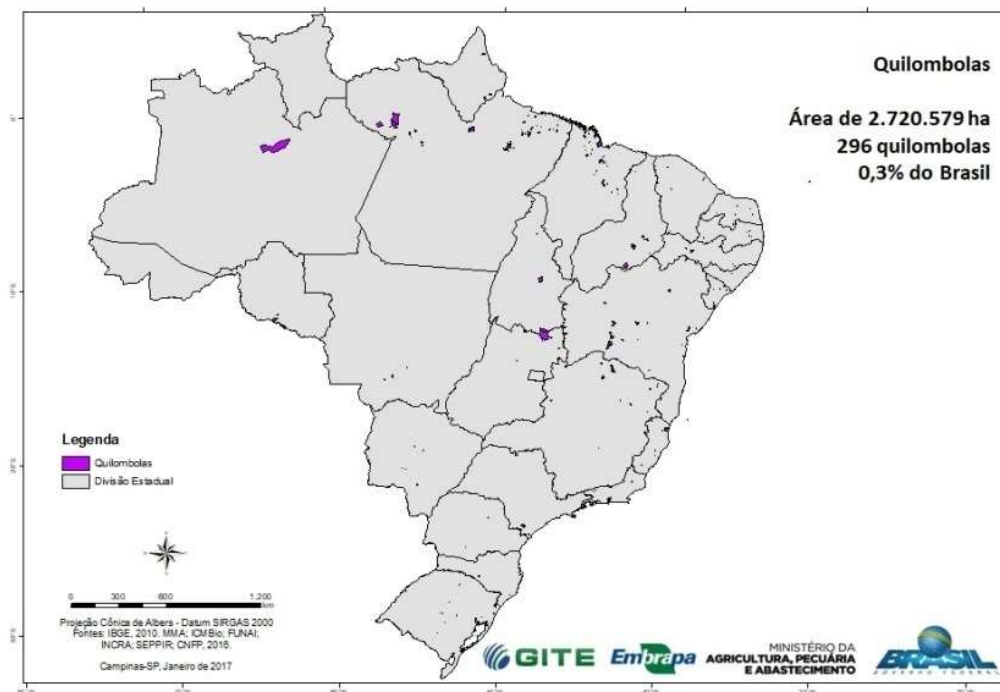 Quilombolas
Área de 2.720.579 ha
296 quilombolas
0,3% do Brasil
Legenda
Quilombolas
Divisão Estadual
0 300 600 1.200
Km
Projeção Cônica de Albers - Datum SIRGAS 2000
Fontes: IBGE, 2010. MMA; ICMBio; FUNAI;
INCRA; SEPPIR; CNFP, 2016.
Campinas-SP, Janeiro de 2017
GITE
Embrapa
MINISTÉRIO DA
AGRICULTURA, PECUÁRIA
E ABASTECIMENTO
BRASIL